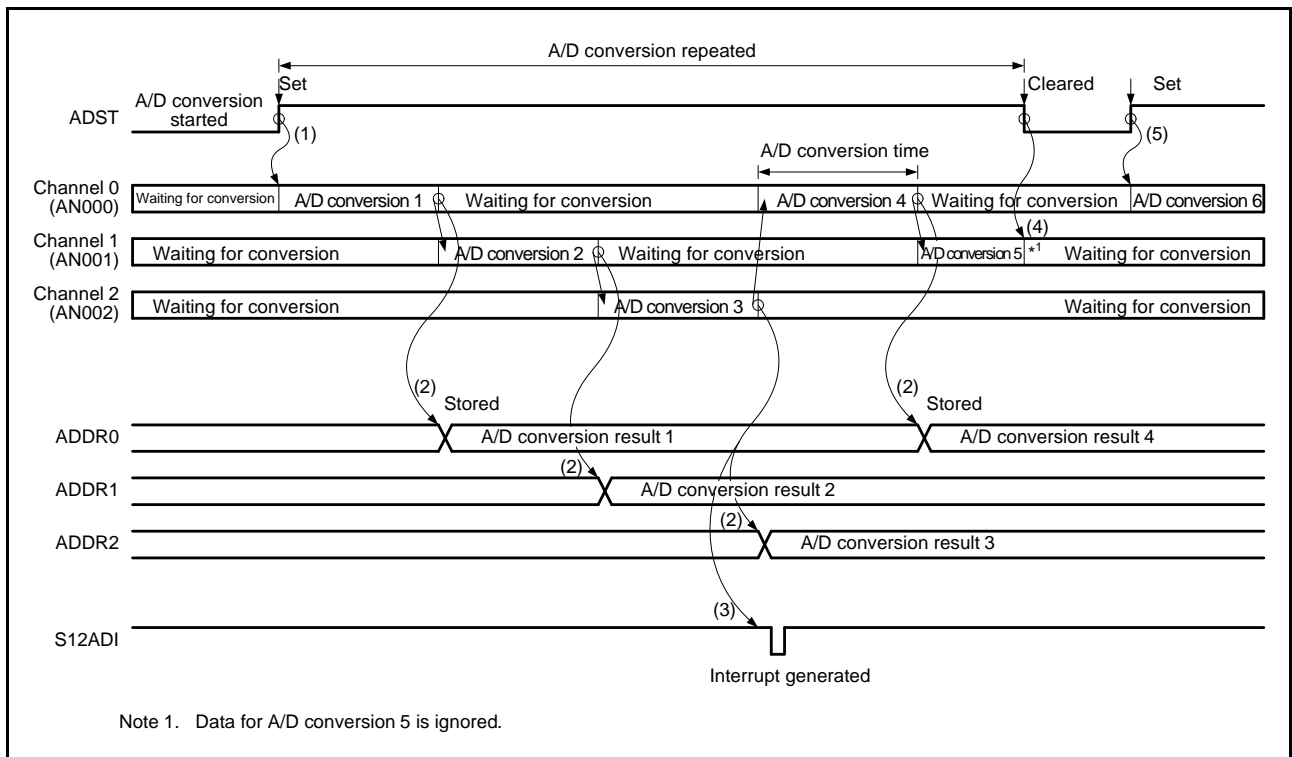 A/D conversion repeated
Set
Cleared
Set
A/D conversion
started
ADST
(1)
(5)
A/D conversion time
Channel 0
(AN000)
Waiting for conversion
A/D conversion 1
Waiting for conversion
A/D conversion 4
Waiting for conversion
A/D conversion 6
(4)
Channel 1
(AN001)
Waiting for conversion
A/D conversion 2
Waiting for conversion
A/D conversion 5
*1
Waiting for conversion
Channel 2
(AN002)
Waiting for conversion
A/D conversion 3
Waiting for conversion
(2)
Stored
(2)
Stored
ADDR0
A/D conversion result 1
A/D conversion result 4
(2)
ADDR1
A/D conversion result 2
(2)
ADDR2
A/D conversion result 3
(3)
S12ADI
Interrupt generated
Note 1. Data for A/D conversion 5 is ignored.